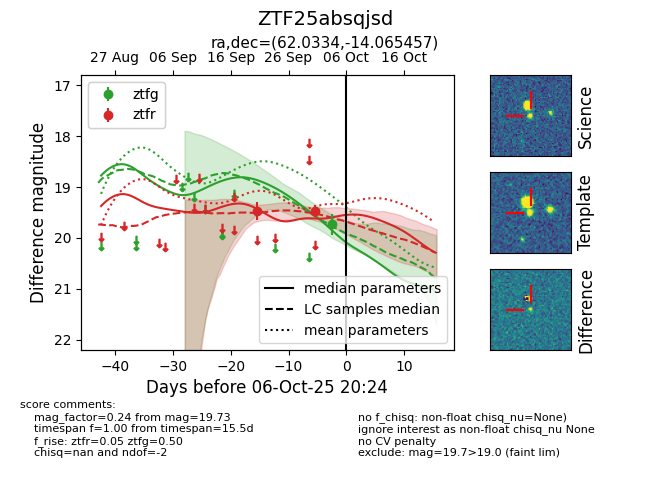 ZTF25absqjsd
ra,dec=(62.0334,-14.065457)
27 Aug 06 Sep 16 Sep 26 Sep 06 Oct 16 Oct
ztfg
ztfr
17
18
19
20
21
22
Difference magnitude
median parameters
LC samples median
mean parameters
−40 −30 −20 −10 0 10
Days before 06-Oct-25 20:24
Science
Template
Difference
score comments:
mag_factor=0.24 from mag=19.73
timespan f=1.00 from timespan=15.5d
f_rise: ztfr=0.05 ztfg=0.50
chisq=nan and ndof=-2
no f_chisq: non-float chisq_nu=None)
ignore interest as non-float chisq_nu None
no CV penalty
exclude: mag=19.7>19.0 (faint lim)